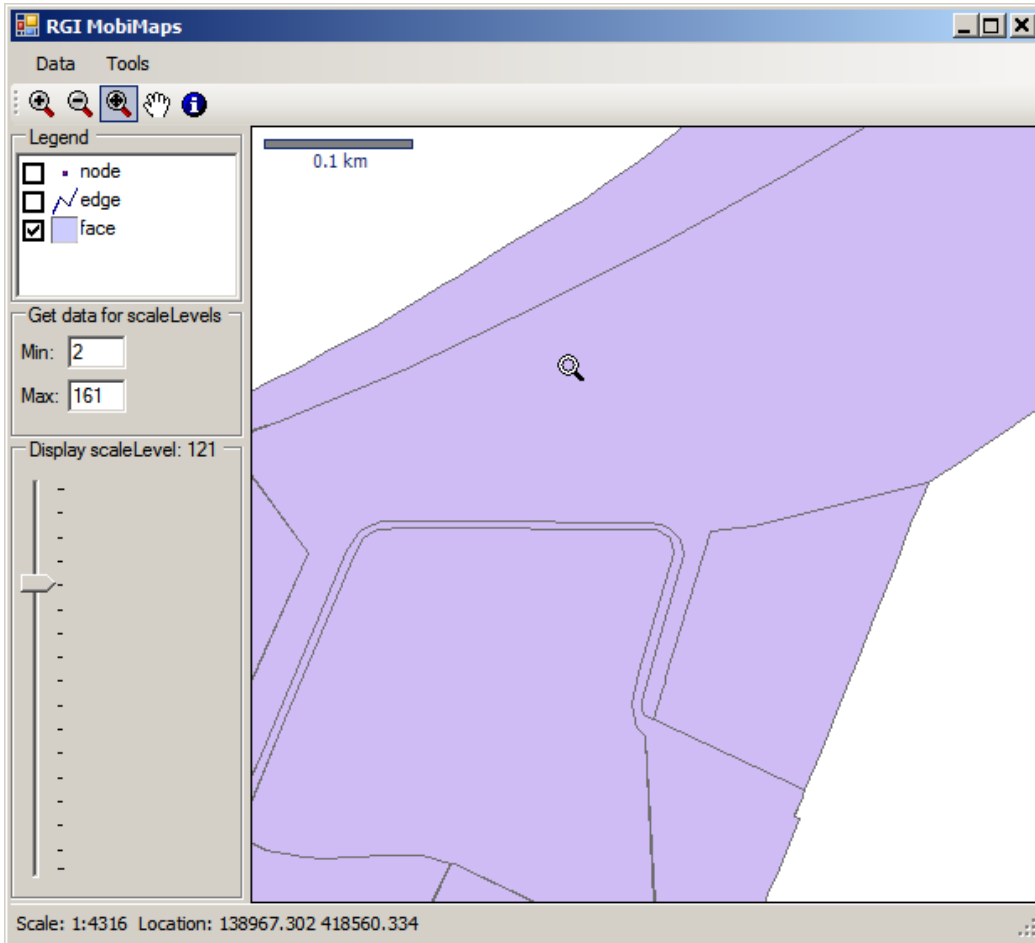 RGI MobiMaps
Data Tools
Legend
node
edge
face
Get data for scaleLevels
Min: 2
Max: 161
Display scaleLevel: 121
0.1 km
Scale: 1:4316 Location: 138967.302 418560.334